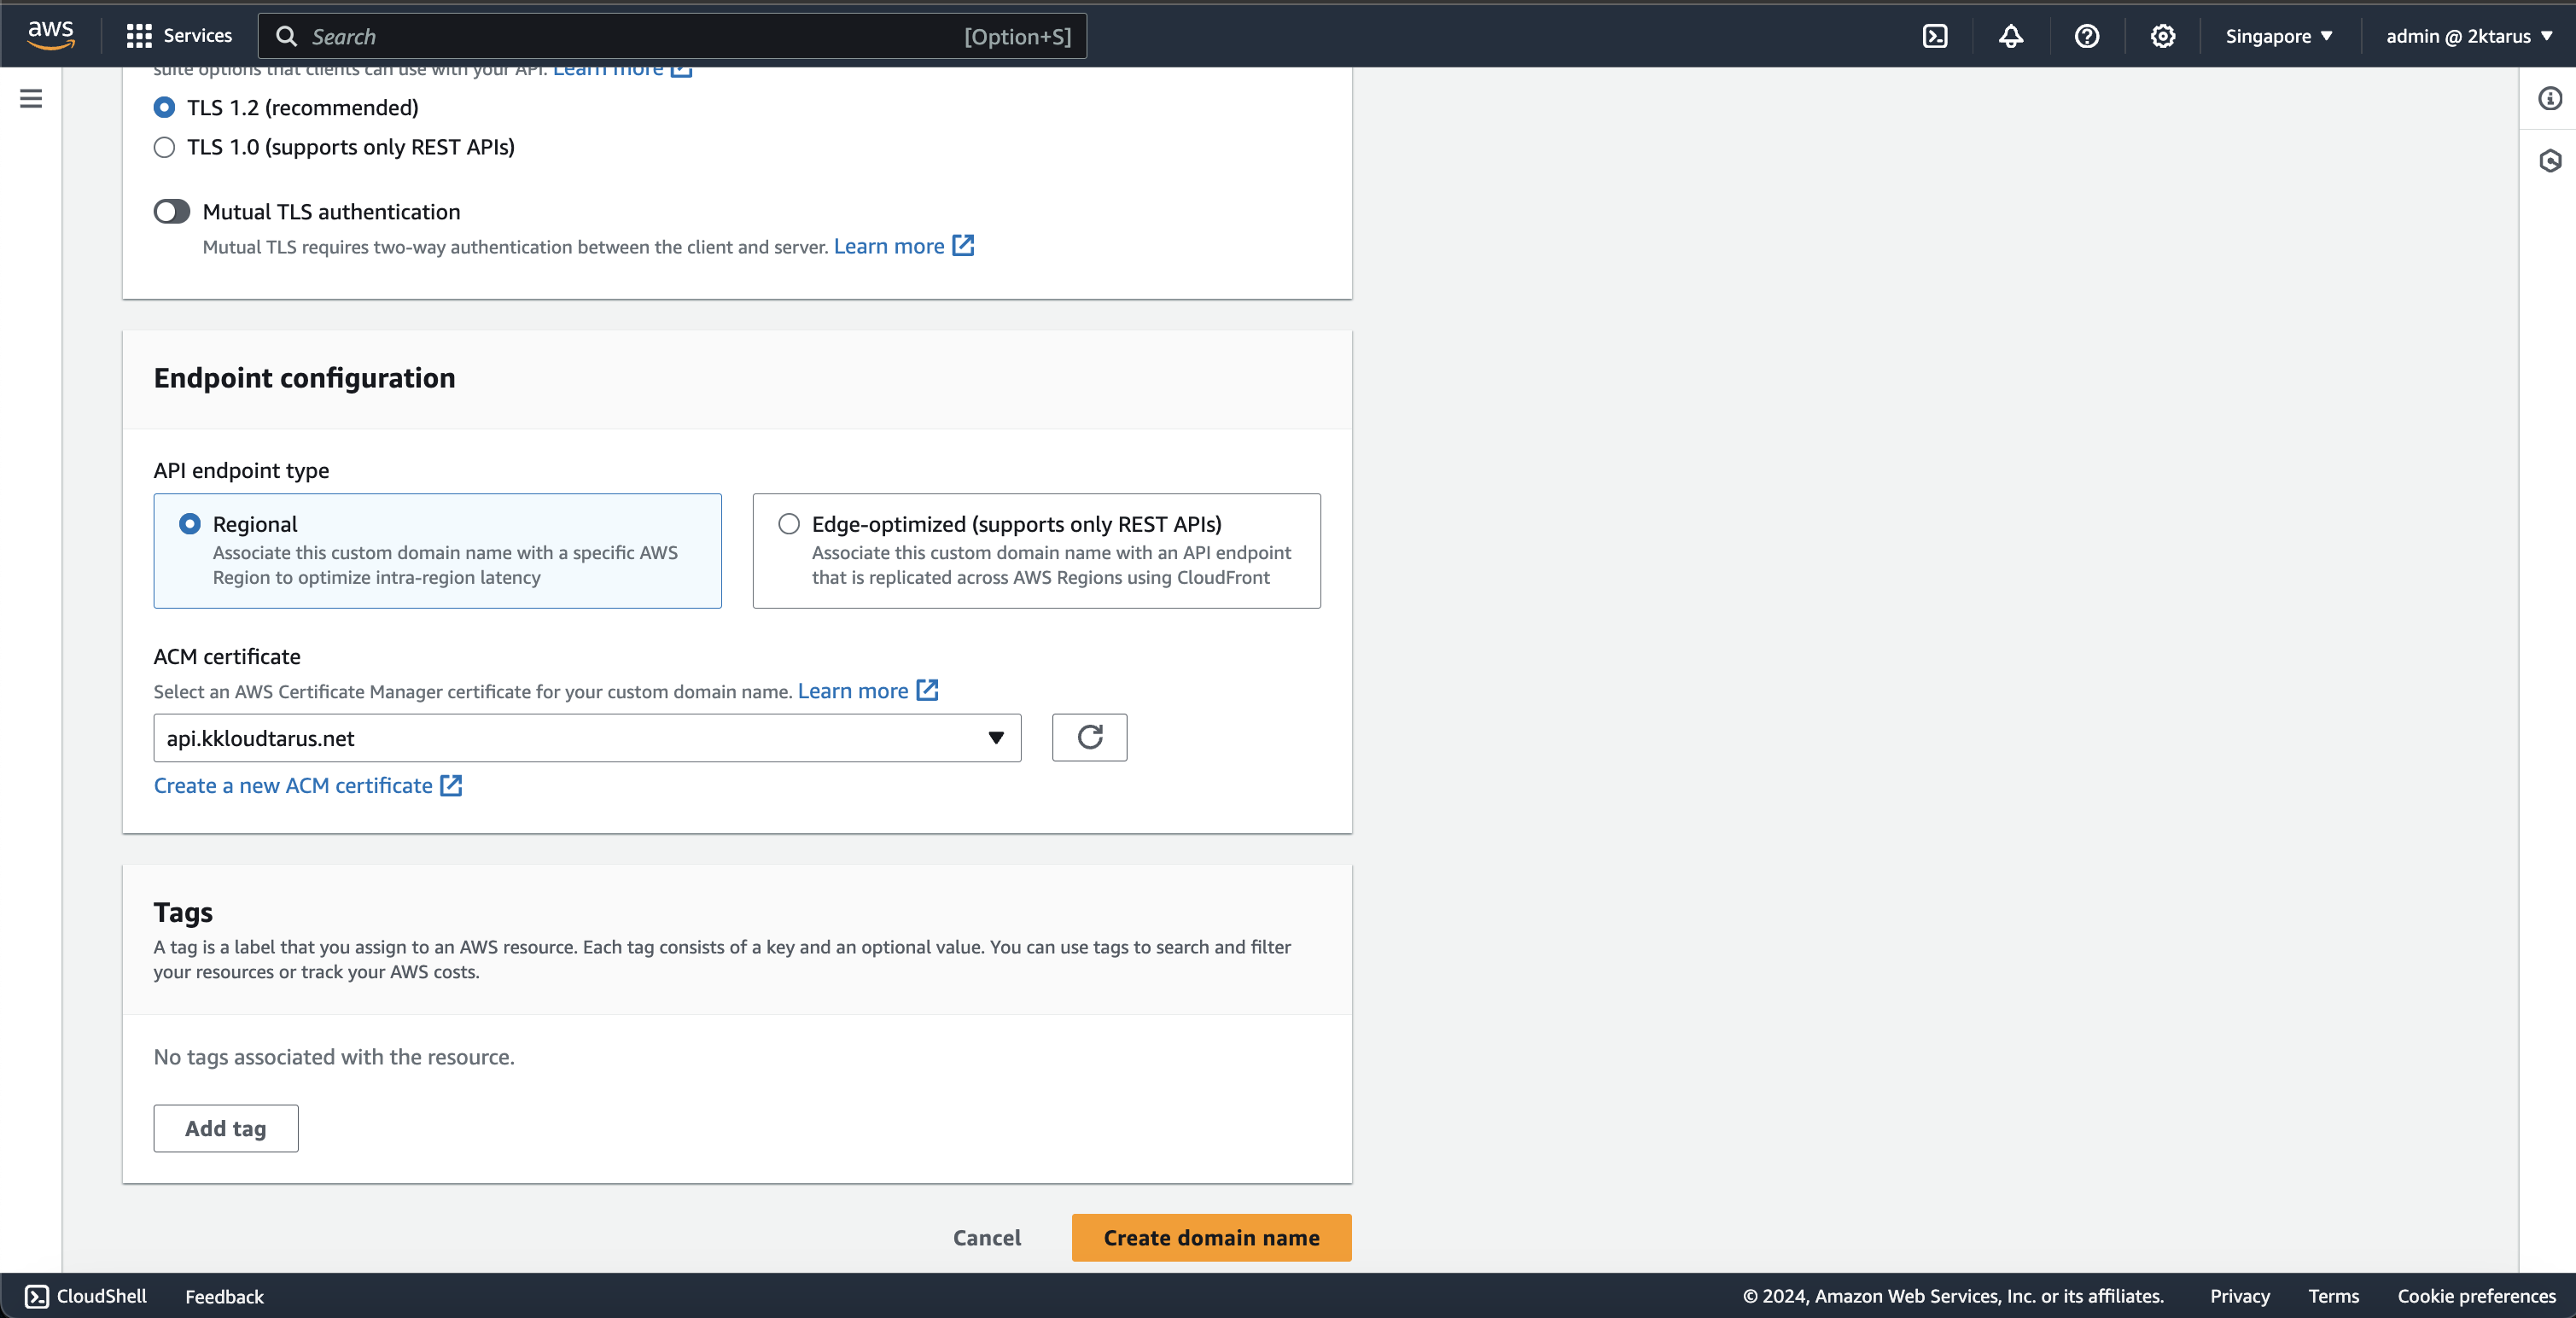 aws
Services
Search
[Option+S]
Singapore
admin @ 2ktarus
suite options that clients can use with your API. Learn more
TLS 1.2 (recommended)
TLS 1.0 (supports only REST APIs)
Mutual TLS authentication
Mutual TLS requires two-way authentication between the client and server. Learn more
Endpoint configuration
API endpoint type
Regional
Associate this custom domain name with a specific AWS
Region to optimize intra-region latency
Edge-optimized (supports only REST APIs)
Associate this custom domain name with an API endpoint
that is replicated across AWS Regions using CloudFront
ACM certificate
Select an AWS Certificate Manager certificate for your custom domain name. Learn more
api.kkloudtarus.net
Create a new ACM certificate
Tags
A tag is a label that you assign to an AWS resource. Each tag consists of a key and an optional value. You can use tags to search and filter
your resources or track your AWS costs.
No tags associated with the resource.
Add tag
Cancel
Create domain name
CloudShell
Feedback
© 2024, Amazon Web Services, Inc. or its affiliates.
Privacy
Terms
Cookie preferences